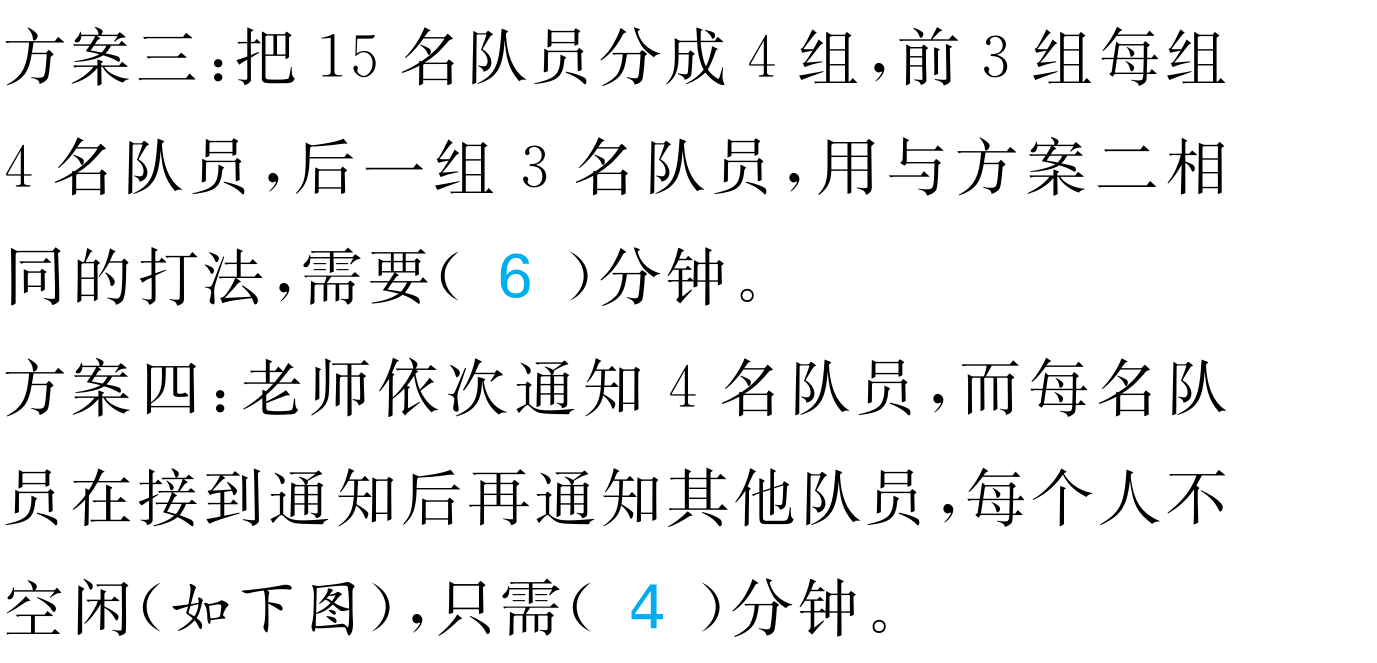 方案三:把 15 名队员分成 4 组,前 3 组每组
4 名队员,后一组 3 名队员,用与方案二相
同的打法,需要( 6 )分钟。
方案四:老师依次通知 4 名队员,而每名队
员在接到通知后再通知其他队员,每个人不
空闲(如下图),只需( 4 )分钟。